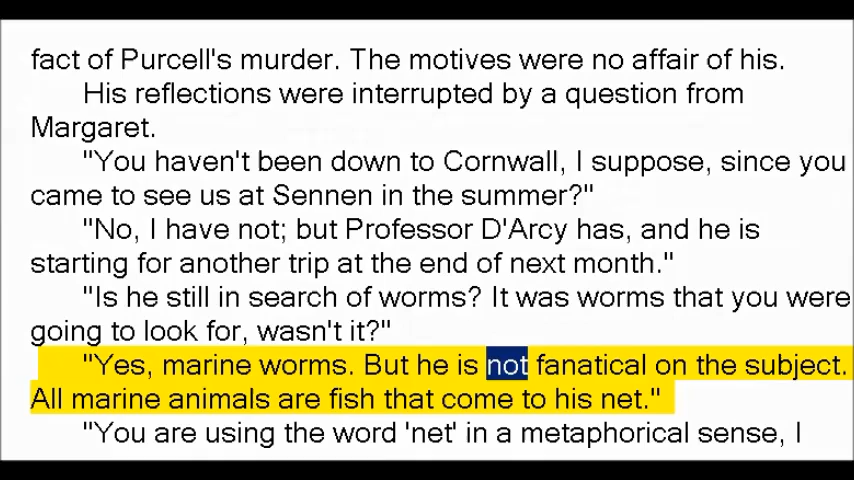 fact of Purcell's murder. The motives were no affair of his.
His reflections were interrupted by a question from
Margaret.
"You haven't been down to Cornwall, I suppose, since you
came to see us at Sennen in the summer?"
"No, I have not; but Professor D'Arcy has, and he is
starting for another trip at the end of next month."
"Is he still in search of worms? It was worms that you were
going to look for, wasn't it?"
"Yes, marine worms. But he is not fanatical on the subject.
All marine animals are fish that come to his net."
"You are using the word 'net' in a metaphorical sense, I